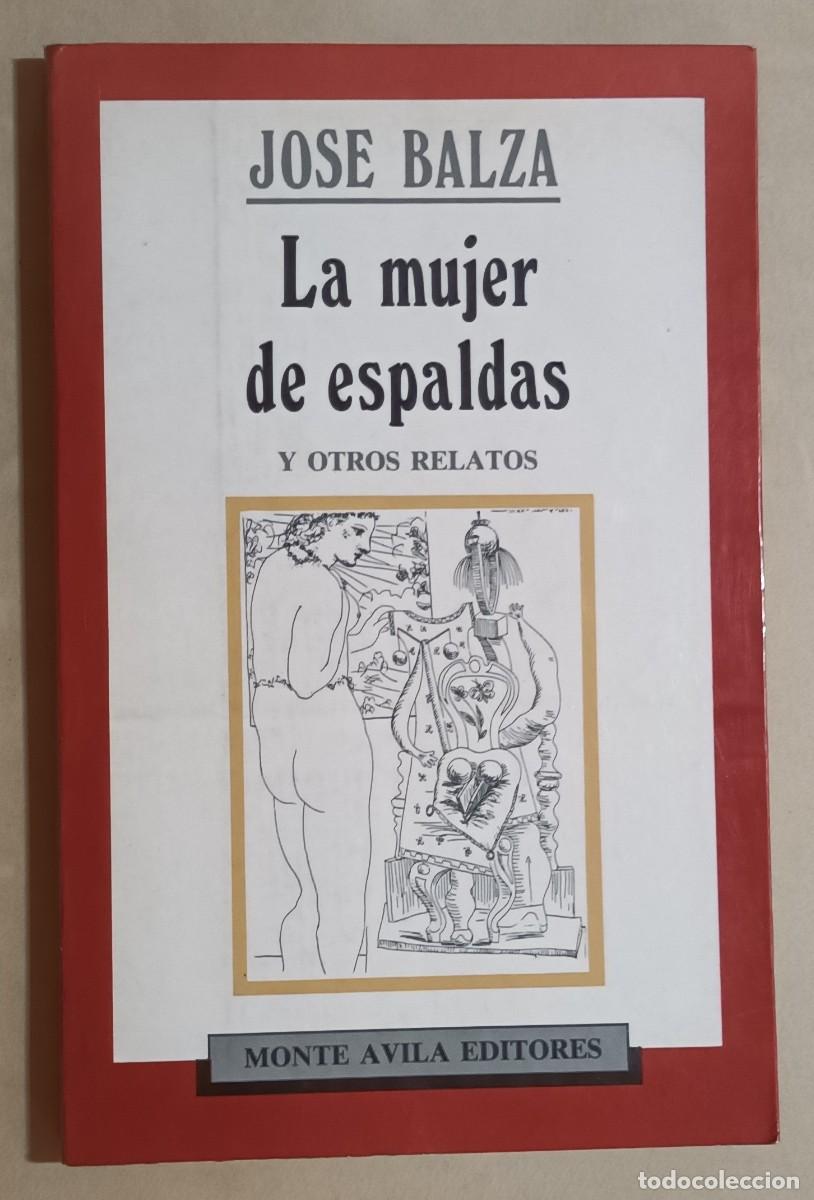 JOSE BALZA
La mujer
de espaldas
Y OTROS RELATOS
MONTE AVILA EDITORES
todocoleccion